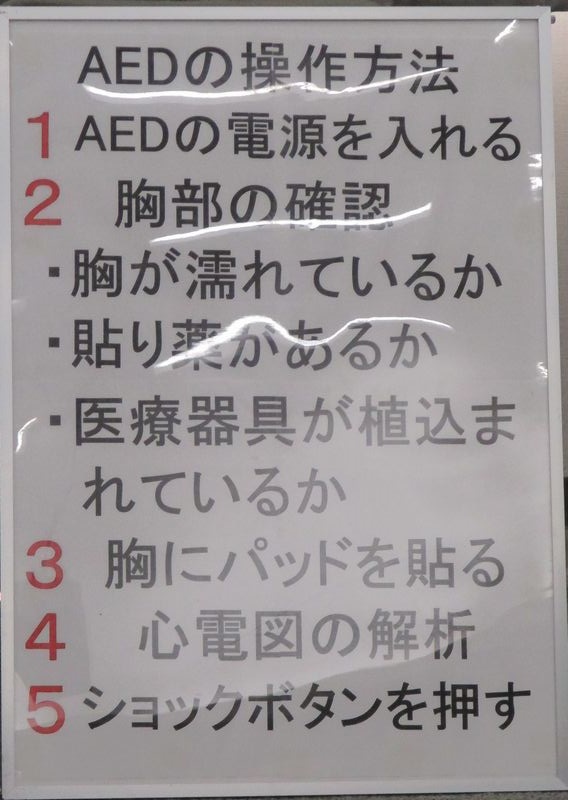 AEDの操作方法
1 AEDの電源を入れる
2 胸部の確認
・胸が濡れているか
・貼り薬があるか
・医療器具が植込ま
れているか
3 胸にパッドを貼る
4 心電図の解析
5 ショックボタンを押す